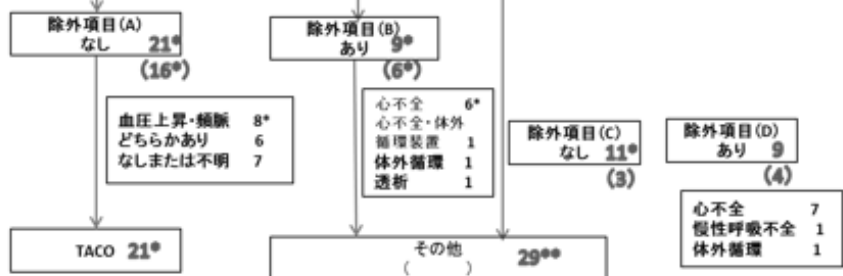 除外項目(A)
なし 21*
(16*)
血圧上昇・頻脈 8*
どちらかあり 6
なしまたは不明 7
TACO 21*
除外項目(B)
あり 9*
(6*)
心不全 6*
心不全・体外
循環装置 1
体外循環 1
透析 1
除外項目(C)
なし 11*
(3)
除外項目(D)
あり 9
(4)
心不全 7
慢性呼吸不全 1
体外循環 1
その他 29**
( )